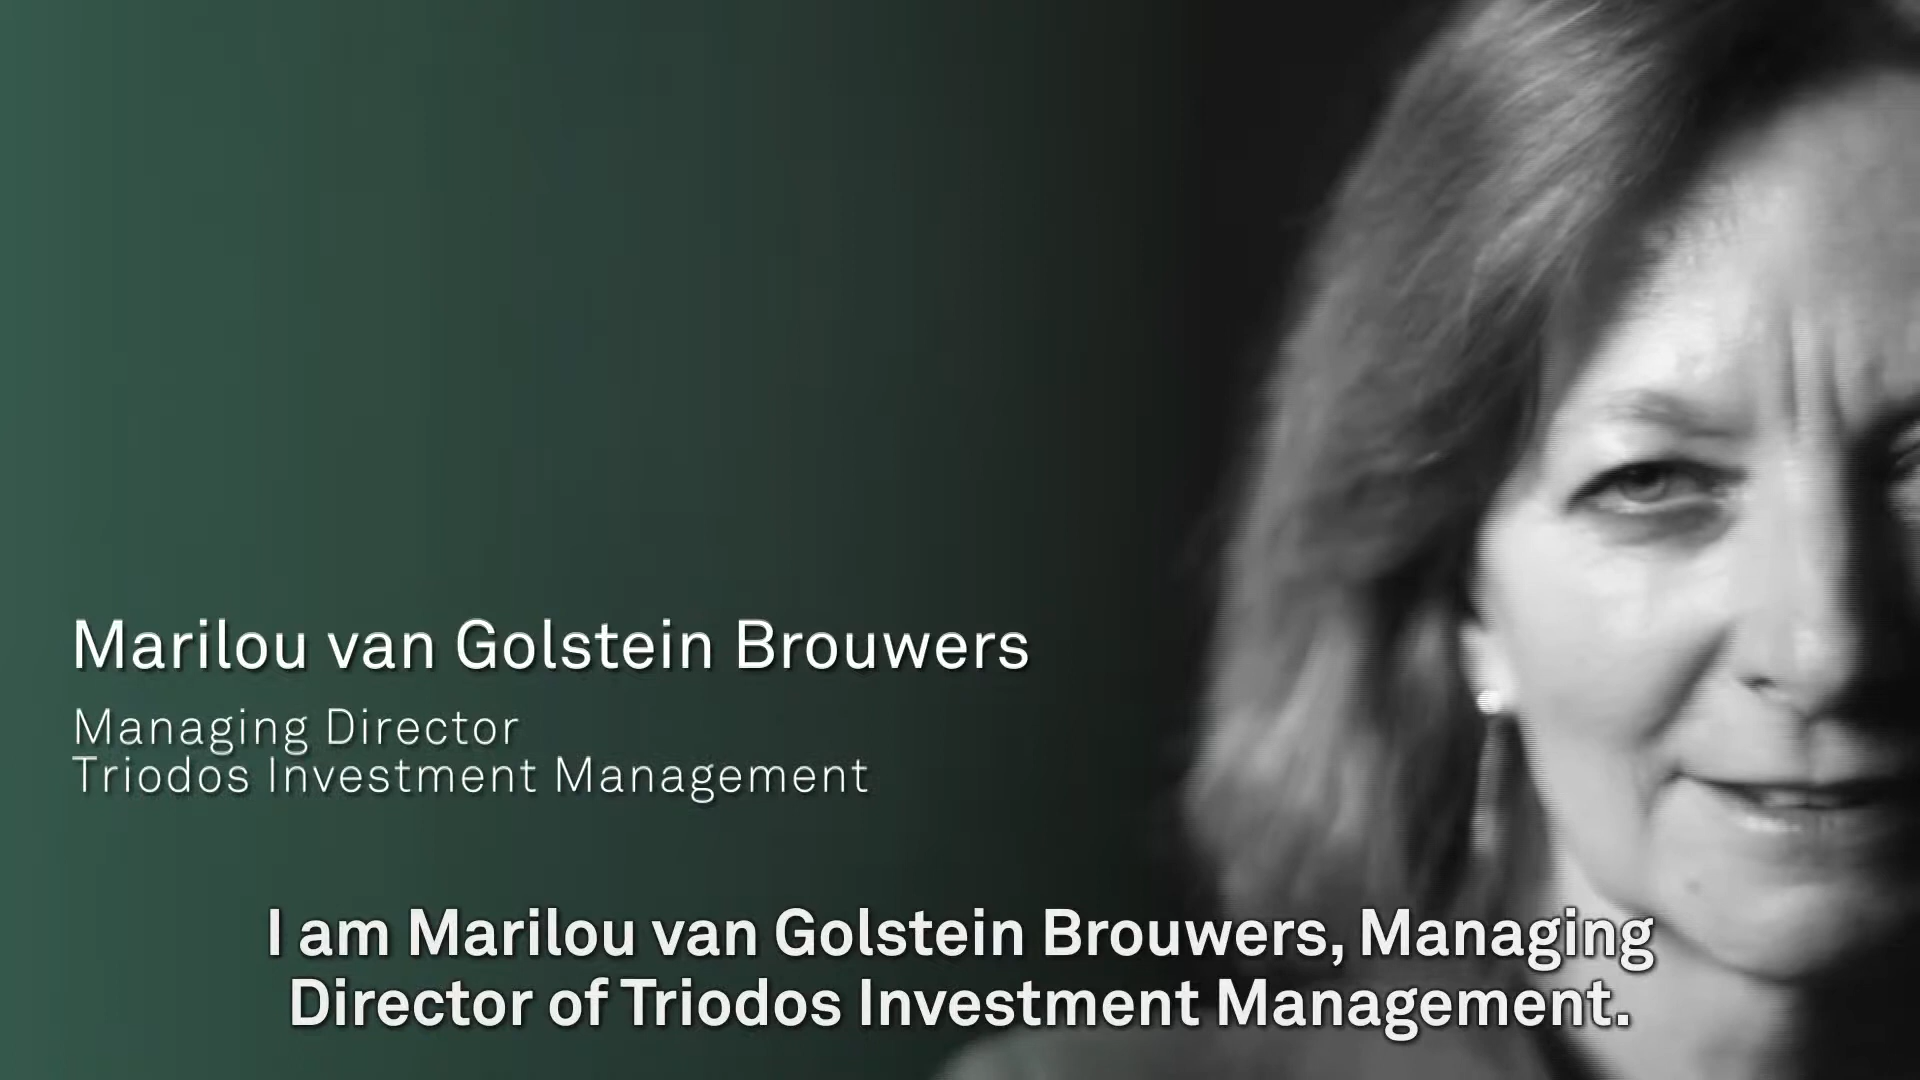 Marilou van Golstein Brouwers
Managing Director
Triodos Investment Management
I am Marilou van Golstein Brouwers, Managing
Director of Triodos Investment Management.